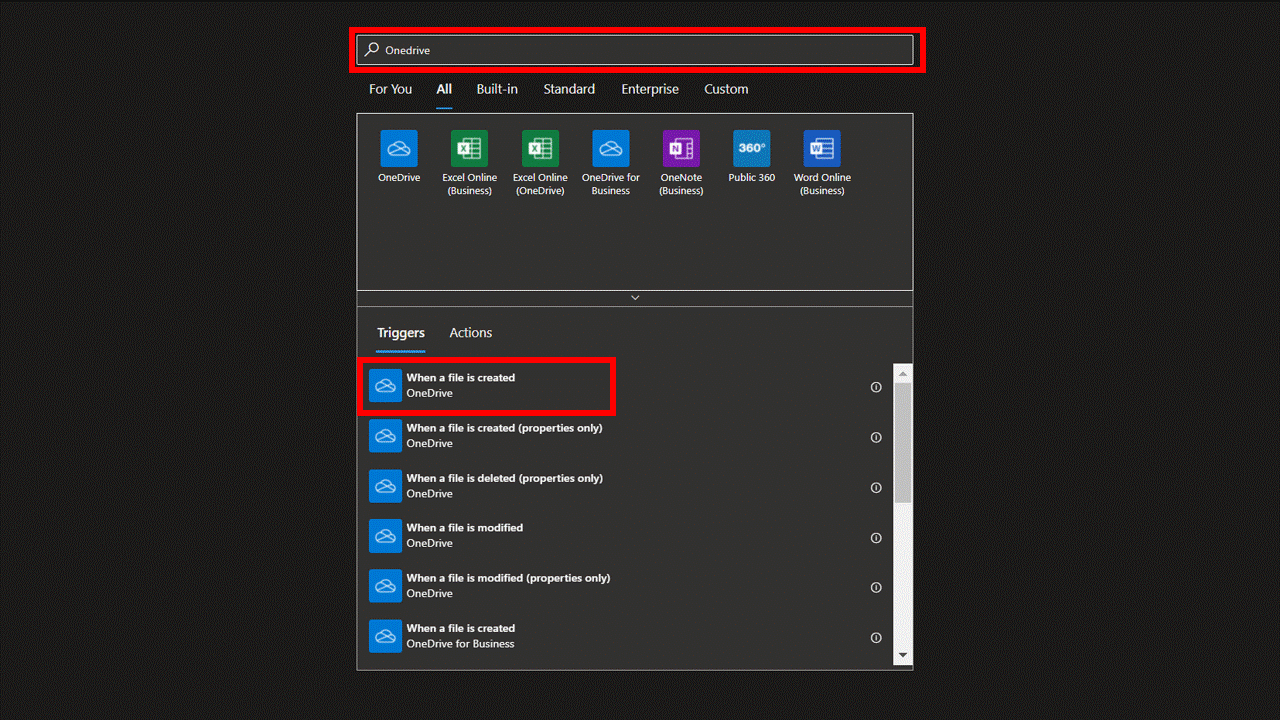 Onedrive
For You All Built-in Standard Enterprise Custom
X X N 360° W
OneDrive Excel Online Excel Online OneDrive for OneNote Public 360 Word Online
(Business) (OneDrive) Business (Business) (Business)
Triggers Actions
When a file is created
OneDrive
When a file is created (properties only)
OneDrive
When a file is deleted (properties only)
OneDrive
When a file is modified
OneDrive
When a file is modified (properties only)
OneDrive
When a file is created
OneDrive for Business